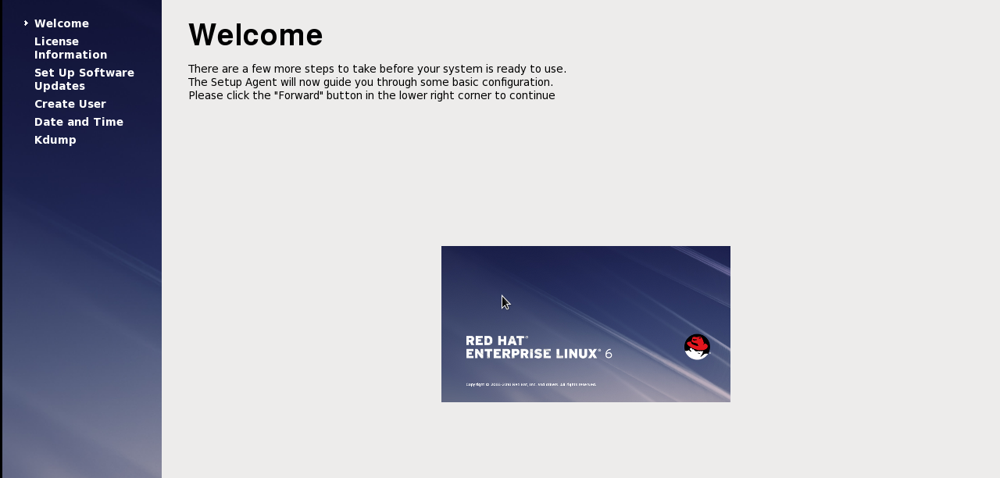 Welcome
License
Information
Set Up Software
Updates
Create User
Date and Time
Kdump
Welcome
There are a few more steps to take before your system is ready to use.
The Setup Agent will now guide you through some basic configuration.
Please click the "Forward" button in the lower right corner to continue
RED HAT®
ENTERPRISE LINUX® 6
Copyright © 2003-2010 Red Hat, Inc. and others. All rights reserved.